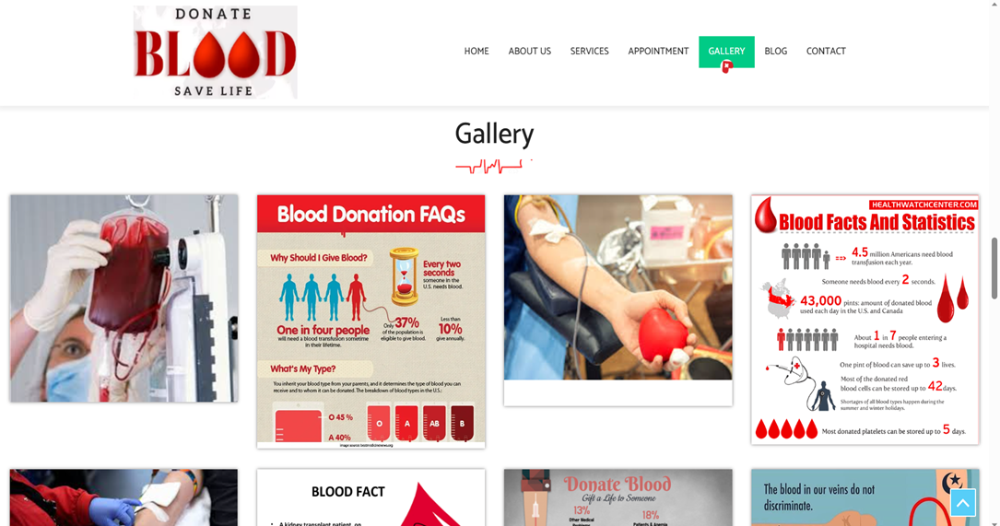 DONATE
BLOOD
SAVE LIFE
HOME ABOUT US SERVICES APPOINTMENT GALLERY BLOG CONTACT
Gallery
Blood Donation FAQs
Why Should I Give Blood?
Every two
seconds
someone in the
U.S. needs blood.
One in four people
will need a blood transfusion sometime
in their lifetime.
Only 37%
of the population is
eligible to give blood.
Less than
10%
give annually.
What's My Type?
You inherit your blood type from your parents, and it determines the type of blood you can
receive and to whom it can be donated. The breakdown of blood types in the U.S.:
O 45 %
A 40%
O A AB B
HEALTHWATCHCENTER.COM
Blood Facts And Statistics
4.5 million Americans need blood
transfusion each year.
Someone needs blood every 2 seconds.
43,000 pints: amount of donated blood
used each day in the U.S. and Canada
About 1 in 7 people entering a
hospital needs blood.
One pint of blood can save up to 3 lives.
Most of the donated red
blood cells can be stored up to 42 days.
Shortages of all blood types happen during the
summer and winter holidays.
Most donated platelets can be stored up to 5 days.
BLOOD FACT
A kidney transplant patient, on
Donate Blood
Gift a Life to Someone
13%
Other Medical
18%
Patients & Anemia
The blood in our veins do not
discriminate.